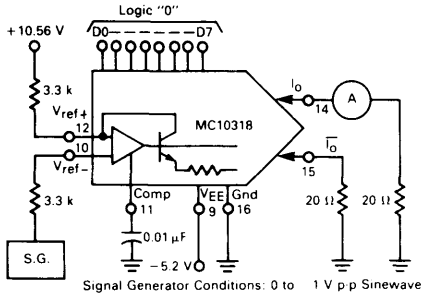 Logic "0"
+10.56 V
D0 D7
3.3 k
Vref+
12
10
Vref−
MC10318
Io
14
A
Io
15
3.3 k
Comp
11
VEE
9
Gnd
16
20 Ω
20 Ω
0.01 µF
S.G.
−5.2 V
Signal Generator Conditions: 0 to 1 V p-p Sinewave